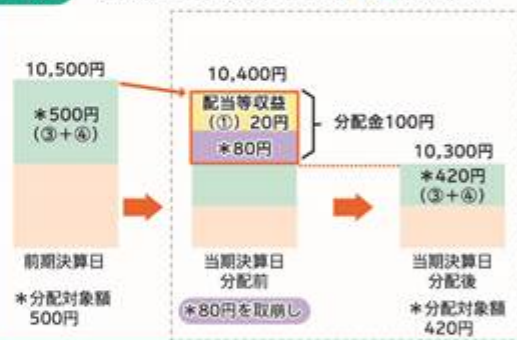 10,500円
＊500円
（③＋④）
前期決算日
＊分配対象額
500円
10,400円
配当等収益
（①）20円
＊80円
分配金100円
当期決算日
分配前
＊80円を取崩し
10,300円
＊420円
（③＋④）
当期決算日
分配後
＊分配対象額
420円